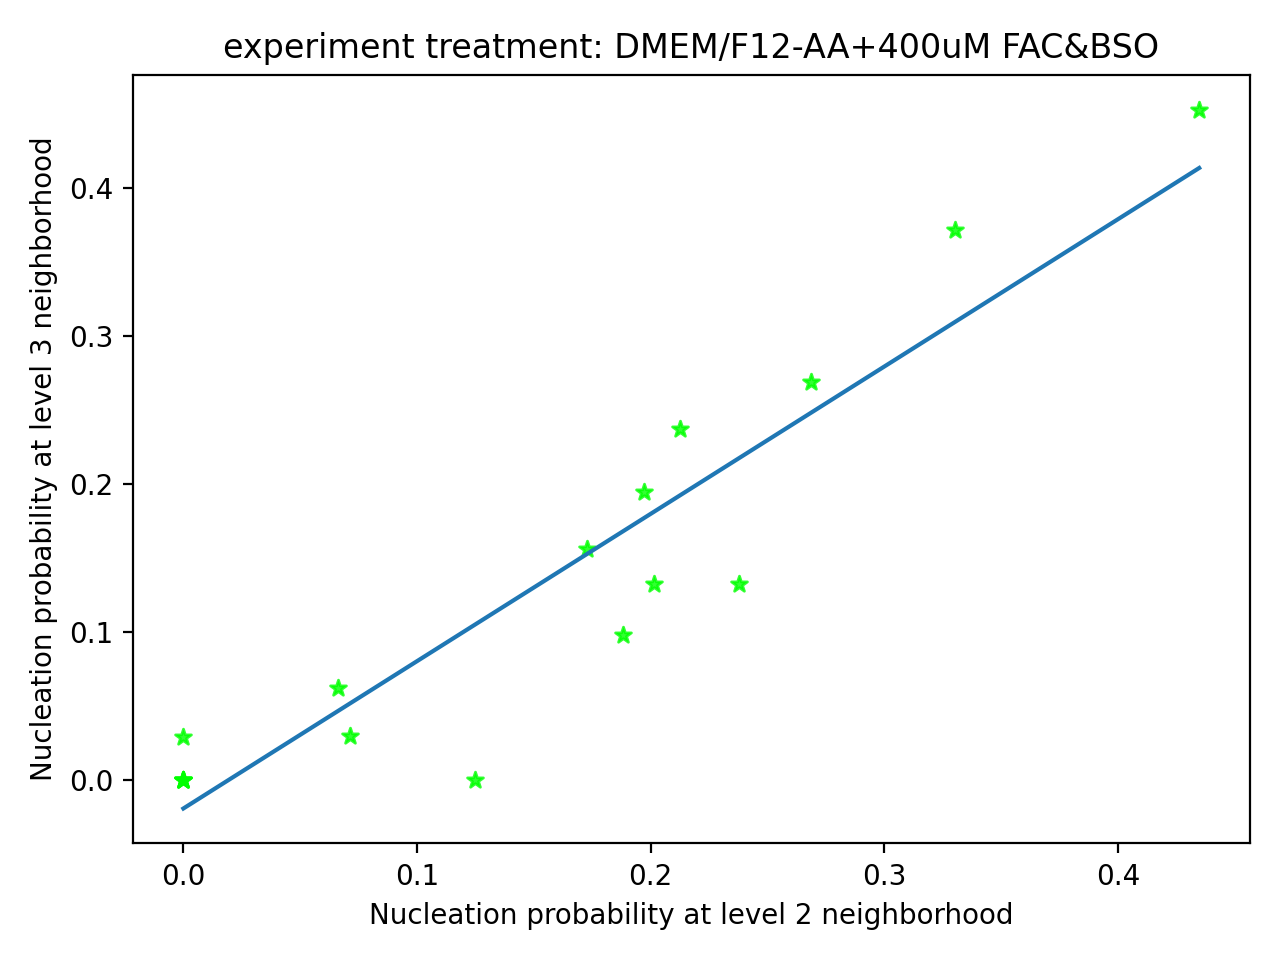 experiment treatment: DMEM/F12-AA+400uM FAC&BSO
Nucleation probability at level 3 neighborhood
0.4
0.3
0.2
0.1
0.0
0.0 0.1 0.2 0.3 0.4
Nucleation probability at level 2 neighborhood